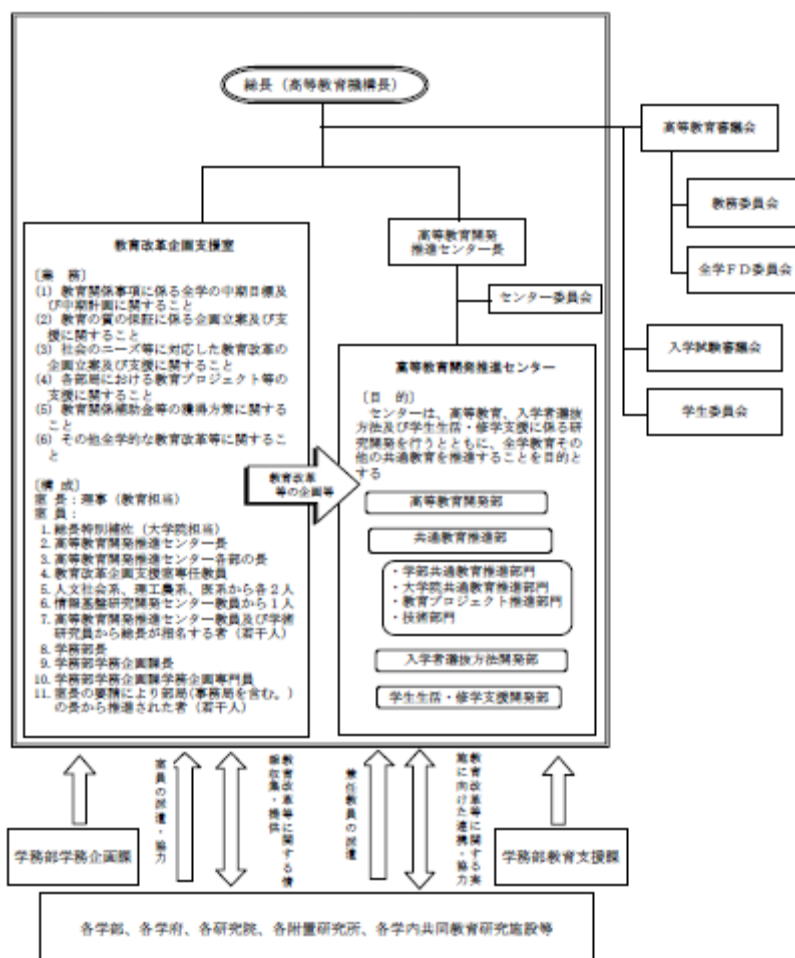 総長（高等教育機構長）
高等教育審議会
教務委員会
全学ＦＤ委員会
入学試験審議会
学生委員会
教育改革企画支援室
〔業　務〕
(1) 教育関係事項に係る全学の中期目標及
び中期計画に関すること
(2) 教育の質の保証に係る企画立案及び支
援に関すること
(3) 社会のニーズ等に対応した教育改革の
企画立案及び支援に関すること
(4) 各部局における教育プロジェクト等の
支援に関すること
(5) 教育関係補助金等の獲得方策に関する
こと
(6) その他全学的な教育改革等に関するこ
と
〔構　成〕
室　長：理事（教育担当）
室　員：
1. 総長特別補佐（大学院担当）
2. 高等教育開発推進センター長
3. 高等教育開発推進センター各部の長
4. 教育改革企画支援室専任教員
5. 人文社会系、理工農系、医系から各２人
6. 情報基盤研究開発センター教員から１人
7. 高等教育開発推進センター教員及び学術
研究員から総長が指名する者（若干人）
8. 学務部長
9. 学務部学務企画課長
10. 学務部学務企画課学務企画専門員
11. 室長の要請により部局（事務局を含む。）
の長から推進された者（若干人）
教育改革
等の企画等
高等教育開発
推進センター長
センター委員会
高等教育開発推進センター
〔目　的〕
センターは、高等教育、入学者選抜
方法及び学生生活・修学支援に係る研
究開発を行うとともに、全学教育その
他の共通教育を推進することを目的と
する
高等教育開発部
共通教育推進部
・学部共通教育推進部門
・大学院共通教育推進部門
・教育プロジェクト推進部門
・技術部門
入学者選抜方法開発部
学生生活・修学支援開発部
学務部学務企画課
室員の派遣・協力
教育改革等に関する情
報収集・提供
兼任教員の派遣
教育改革等に関する実
施に向けた連携・協力
学務部教育支援課
各学部、各学府、各研究院、各附置研究所、各学内共同教育研究施設等